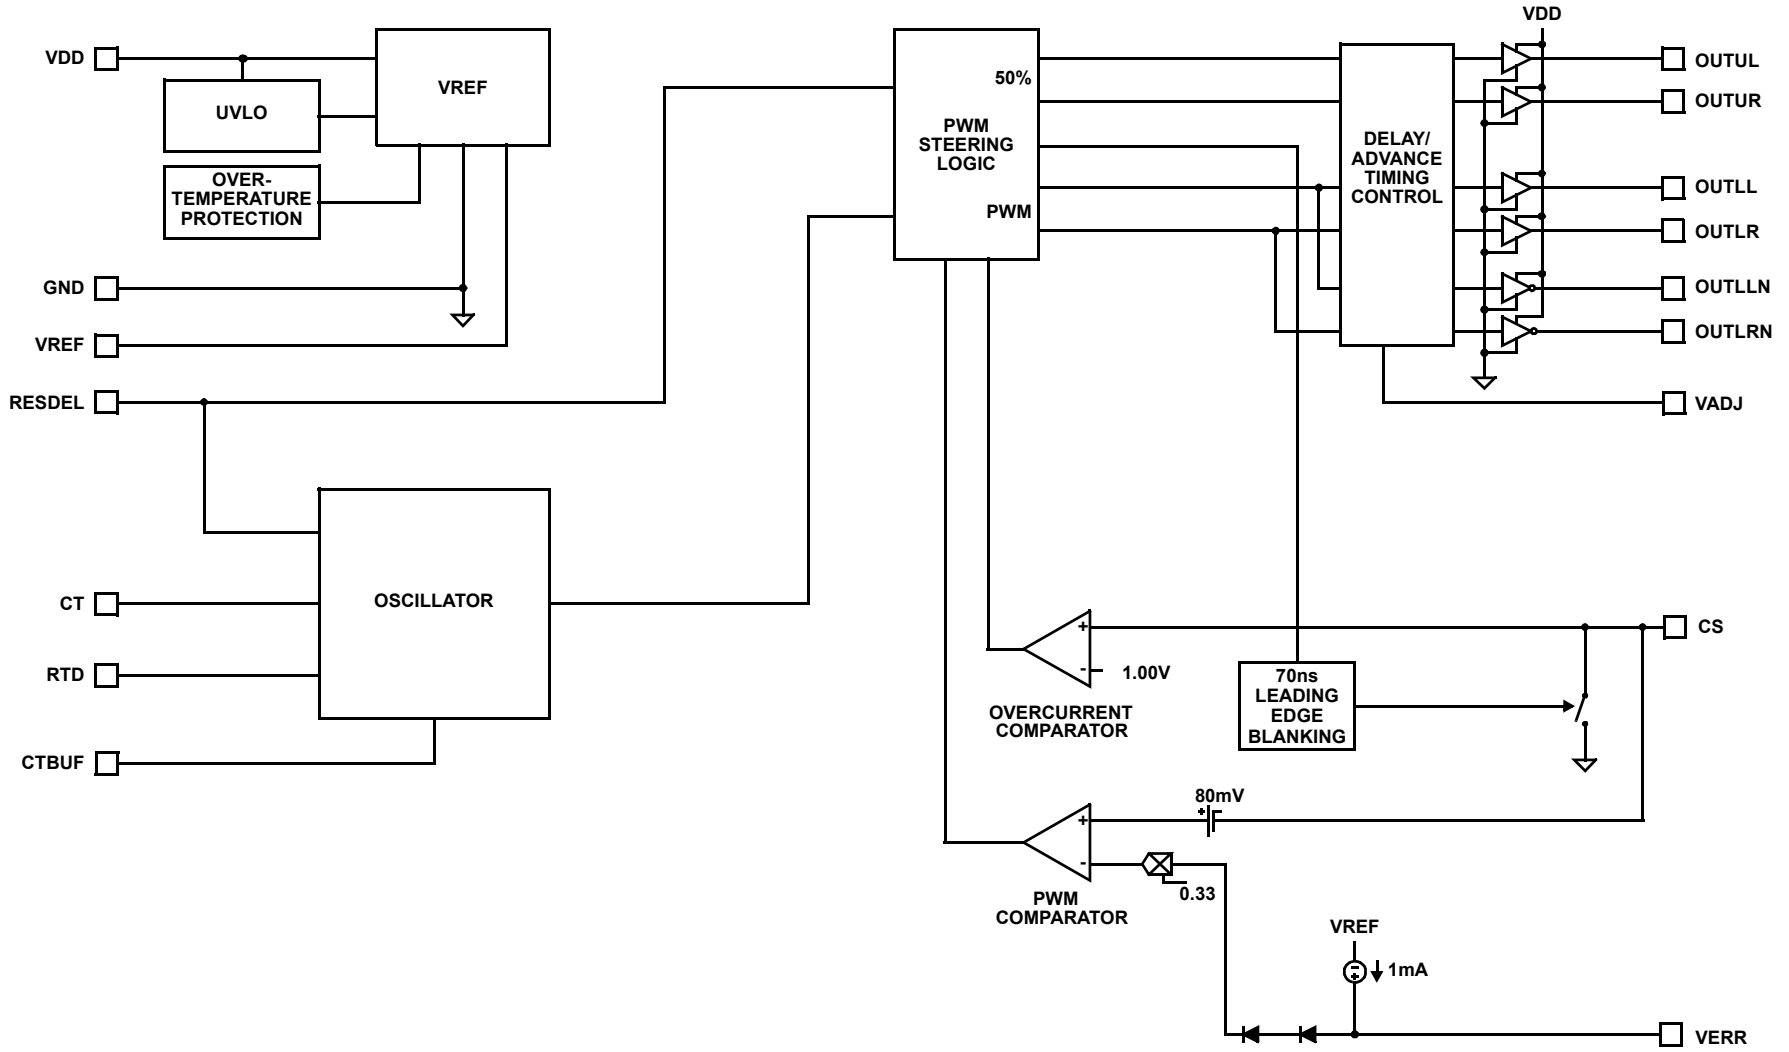 VDD
VDD
UVLO
VREF
OVER-
TEMPERATURE
PROTECTION
GND
VREF
RESDEL
CT
RTD
CTBUF
OSCILLATOR
50%
PWM
STEERING
LOGIC
PWM
DELAY/
ADVANCE
TIMING
CONTROL
OUTUL
OUTUR
OUTLL
OUTLR
OUTLLN
OUTLRN
VADJ
+
-
1.00V
OVERCURRENT
COMPARATOR
70ns
LEADING
EDGE
BLANKING
CS
80mV
+
+
-
0.33
PWM
COMPARATOR
VREF
-
+
1mA
VERR